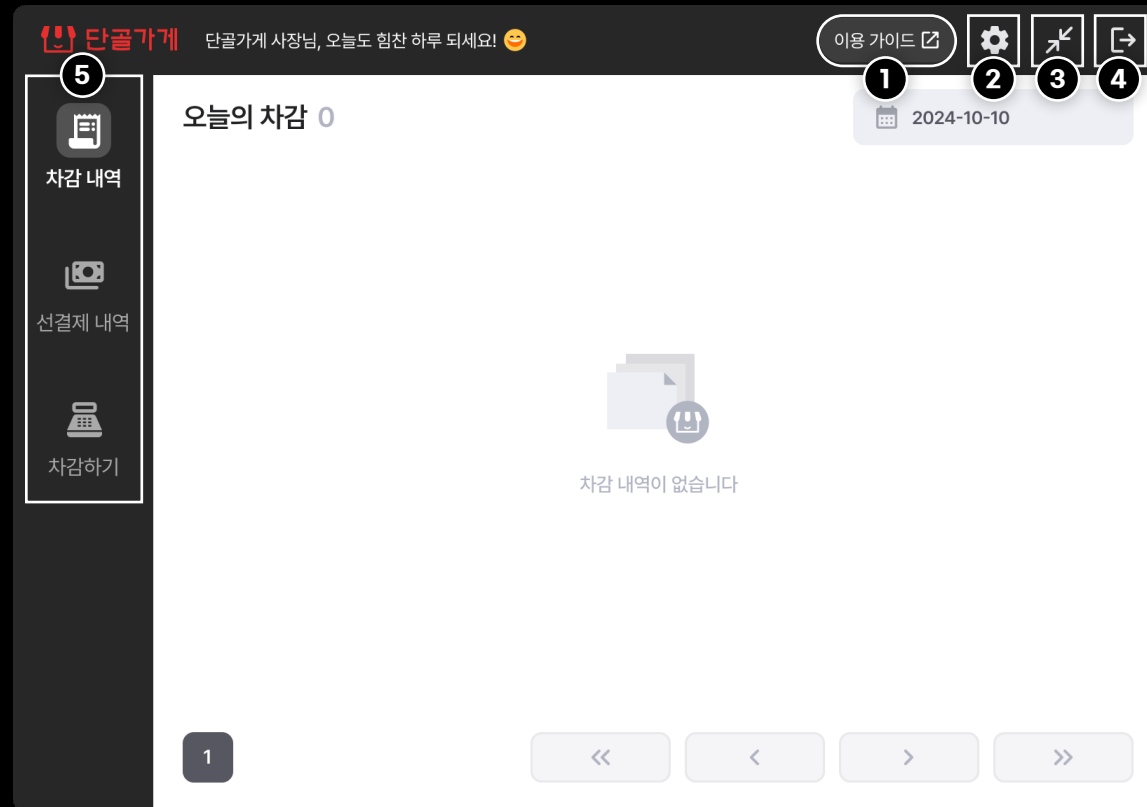 단골가게
단골가게 사장님, 오늘도 힘찬 하루 되세요! 😄
이용 가이드
1
2
3
4
5
차감 내역
선결제 내역
차감하기
오늘의 차감 0
2024-10-10
차감 내역이 없습니다
1